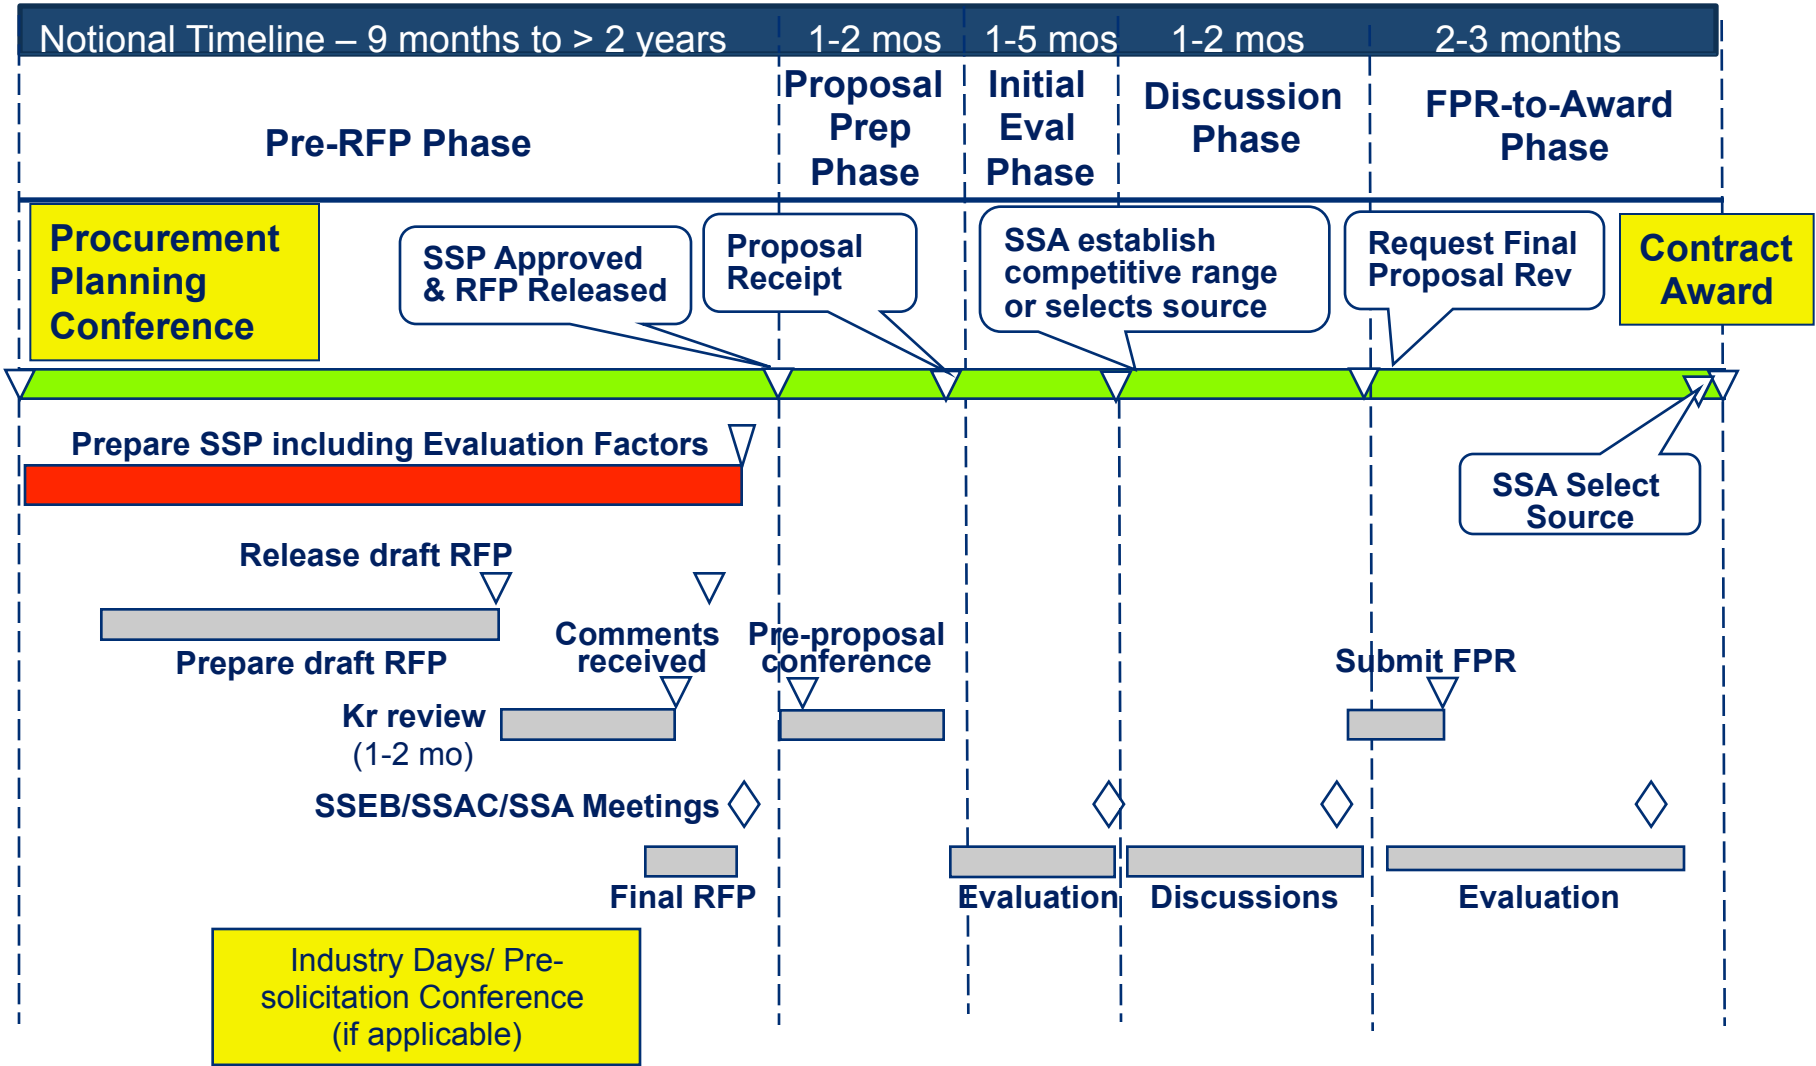 Notional Timeline – 9 months to > 2 years
1-2 mos
1-5 mos
1-2 mos
2-3 months
Pre-RFP Phase
Proposal
Prep
Phase
Initial
Eval
Phase
Discussion
Phase
FPR-to-Award
Phase
Procurement
Planning
Conference
SSP Approved
& RFP Released
Proposal
Receipt
SSA establish
competitive range
or selects source
Request Final
Proposal Rev
Contract
Award
Prepare SSP including Evaluation Factors
SSA Select
Source
Release draft RFP
Prepare draft RFP
Comments
received
Pre-proposal
conference
Submit FPR
Kr review
(1-2 mo)
SSEB/SSAC/SSA Meetings
Final RFP
Evaluation
Discussions
Evaluation
Industry Days/ Pre-
solicitation Conference
(if applicable)